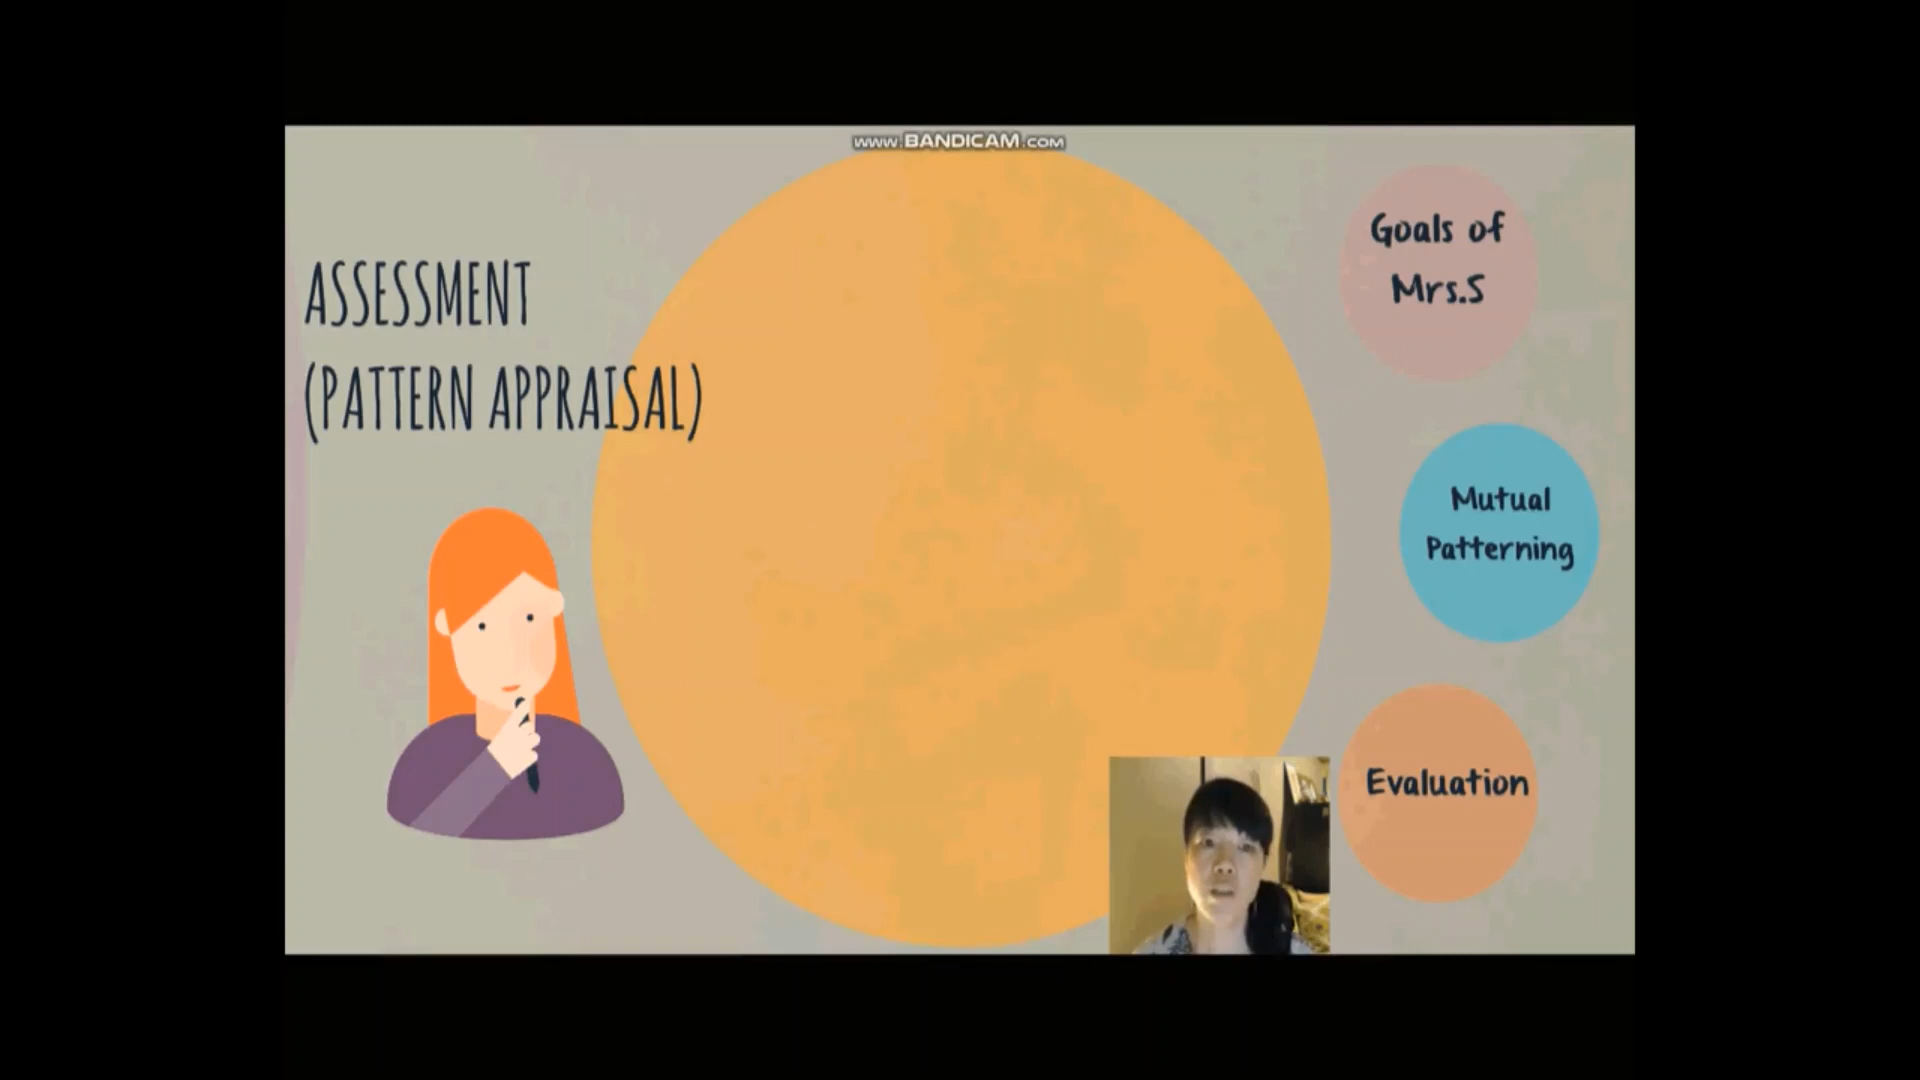 www.BANDICAM.com
ASSESSMENT
(PATTERN APPRAISAL)
Goals of
Mrs.S
Mutual
Patterning
Evaluation